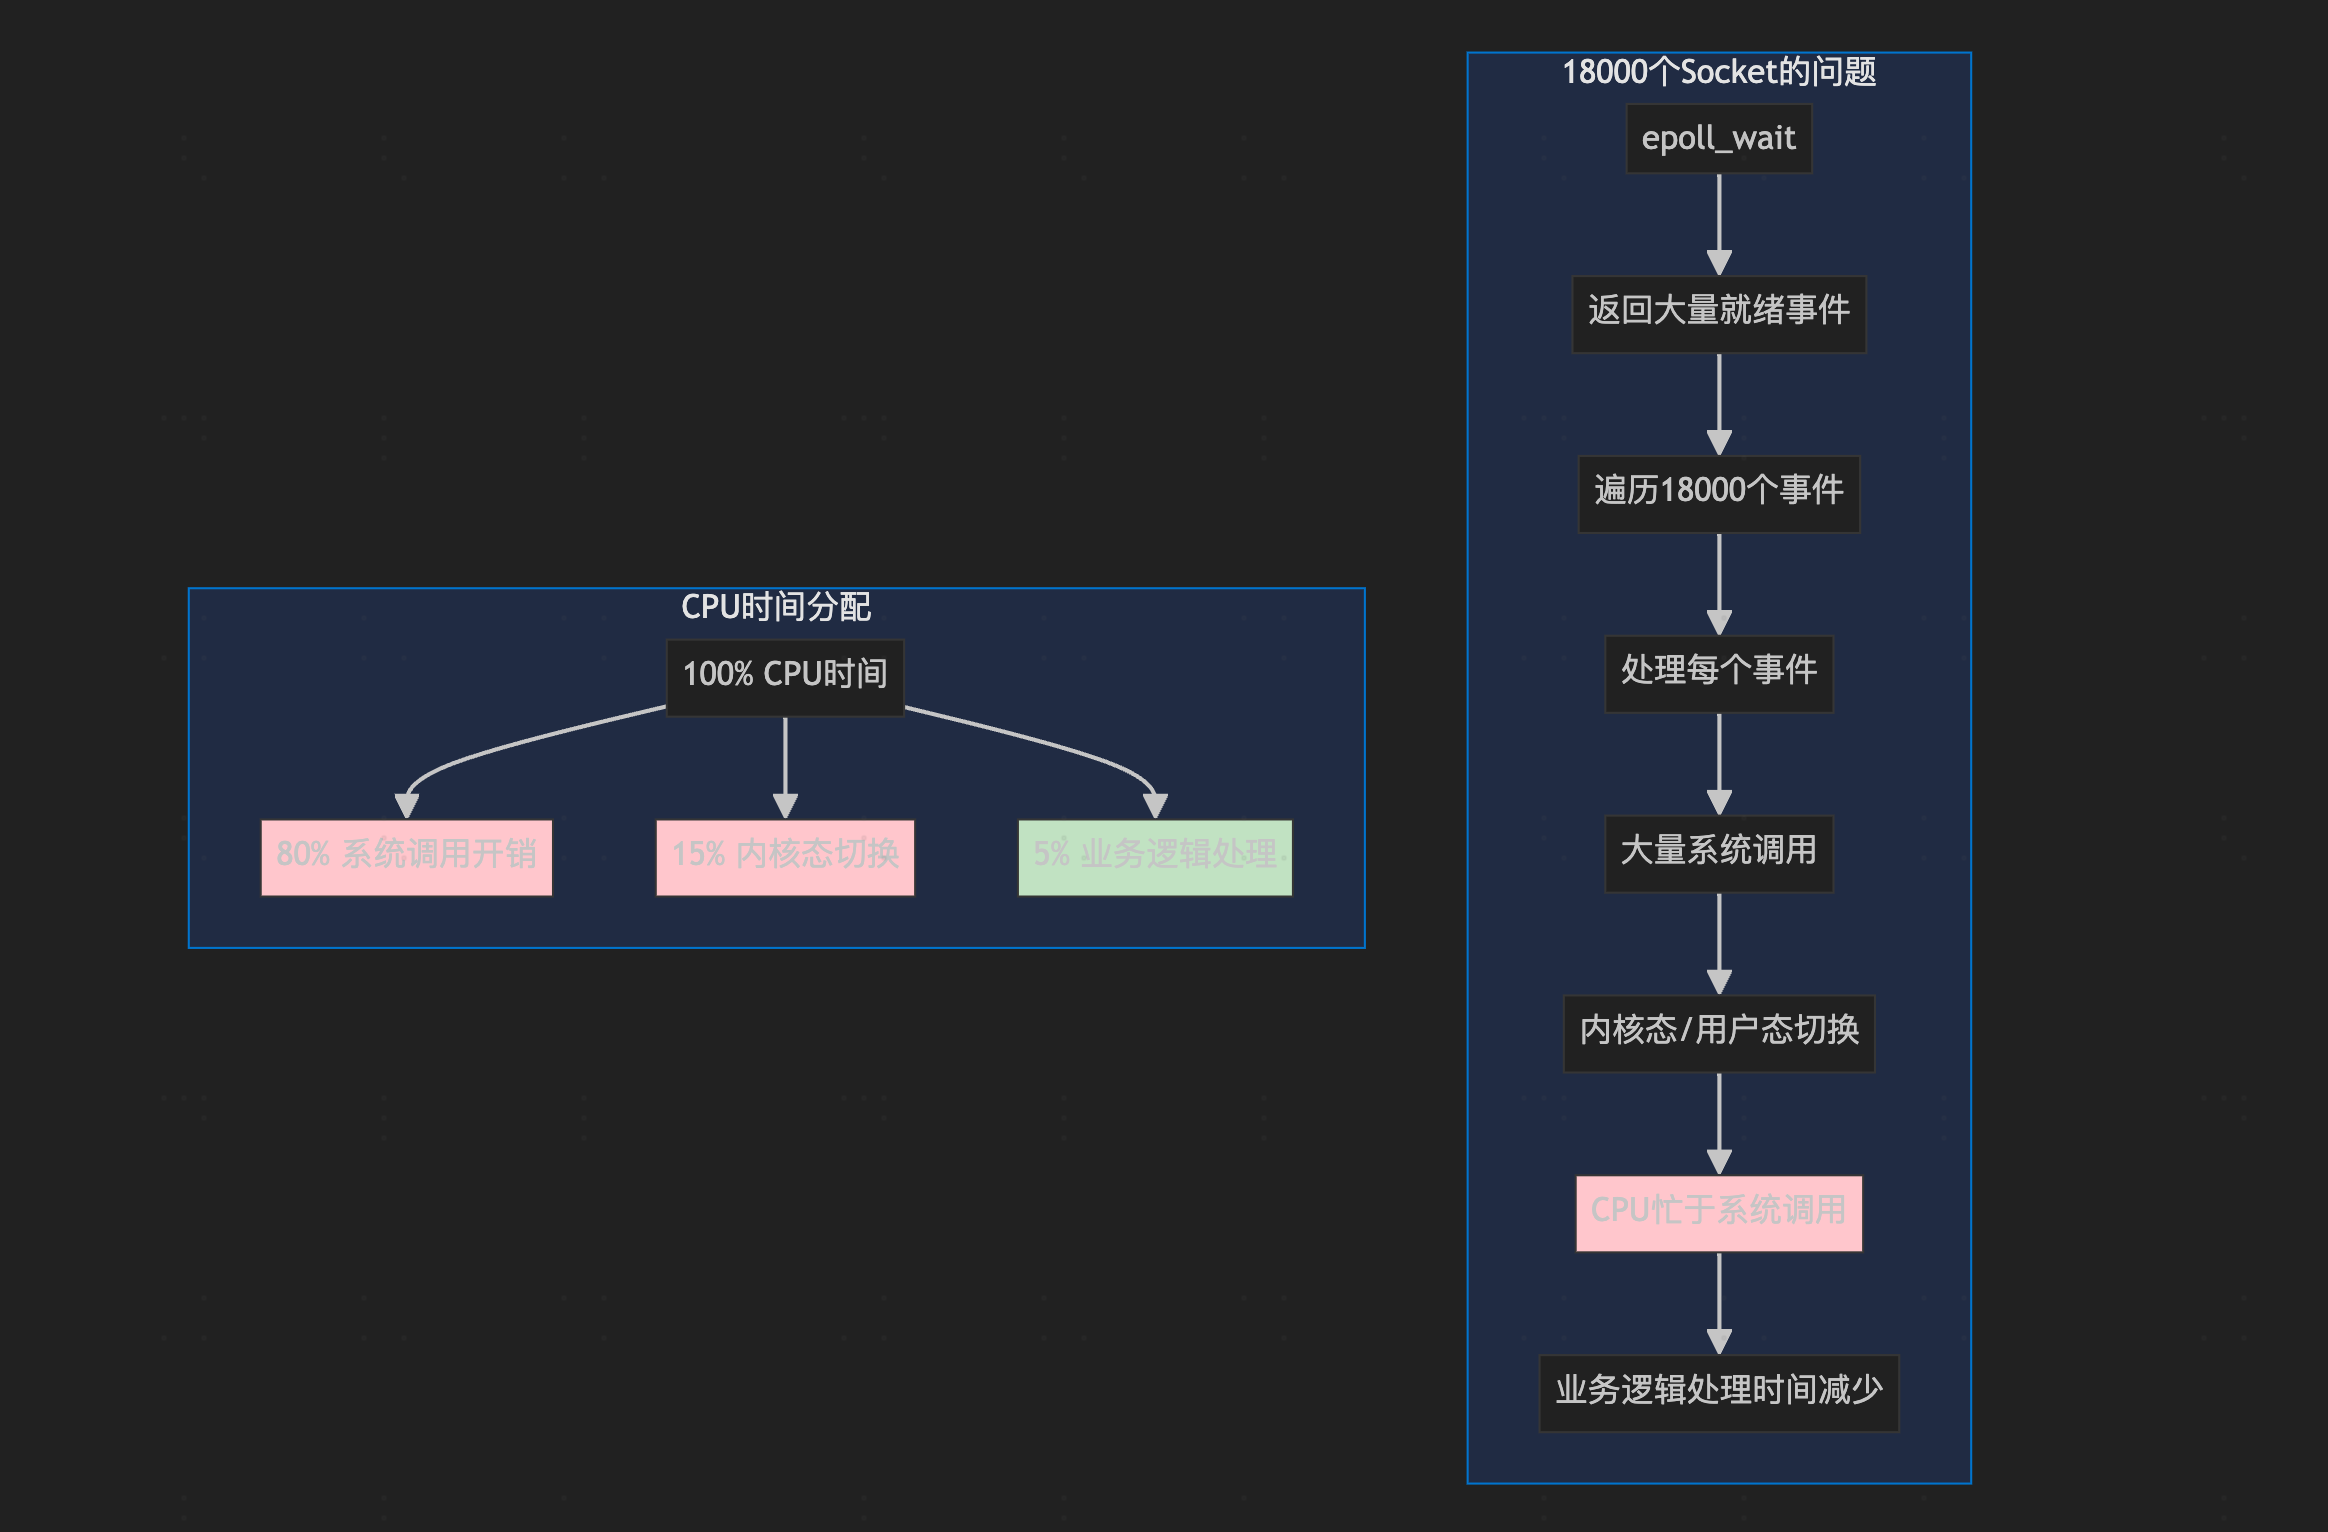 CPU时间分配
100% CPU时间
80% 系统调用开销
15% 内核态切换
5% 业务逻辑处理
18000个Socket的问题
epoll_wait
返回大量就绪事件
遍历18000个事件
处理每个事件
大量系统调用
内核态/用户态切换
CPU忙于系统调用
业务逻辑处理时间减少